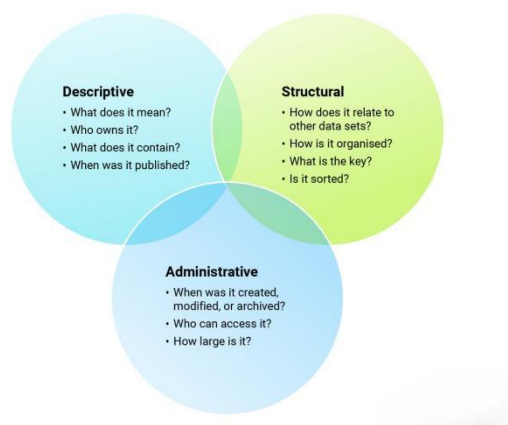 Descriptive
• What does it mean?
• Who owns it?
• What does it contain?
• When was it published?
Structural
• How does it relate to
other data sets?
• How is it organised?
• What is the key?
• Is it sorted?
Administrative
• When was it created,
modified, or archived?
• Who can access it?
• How large is it?